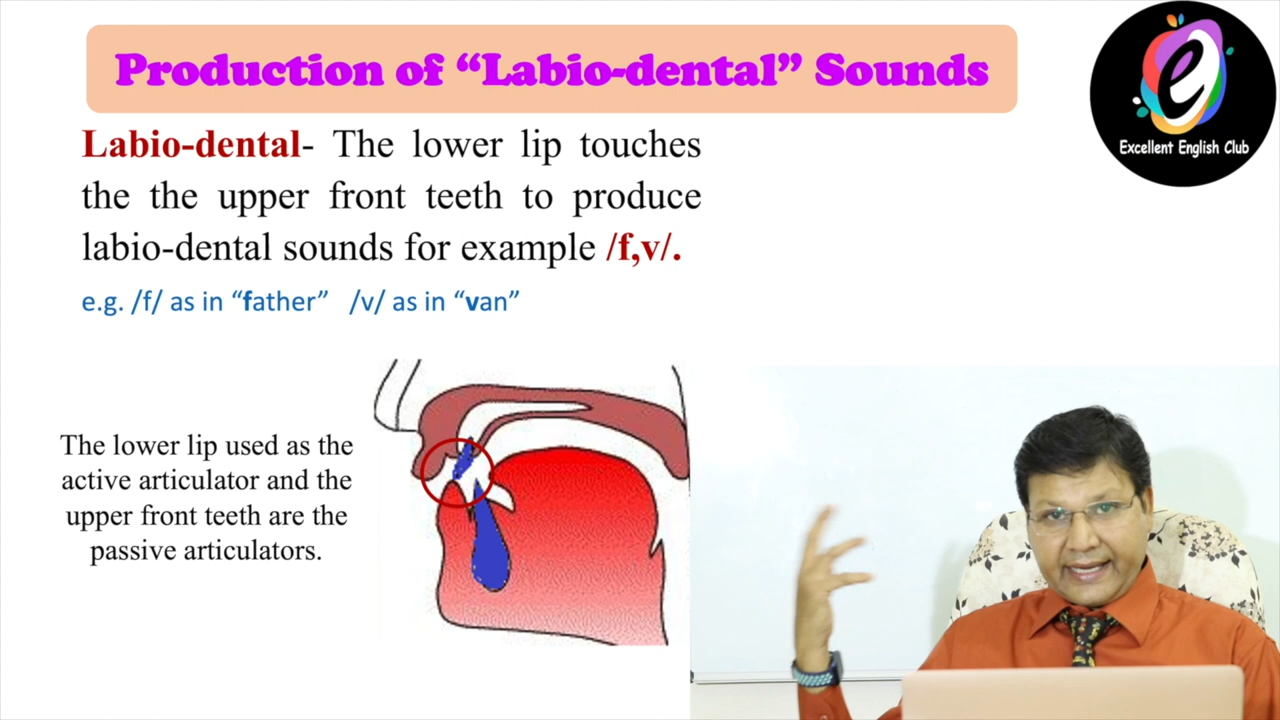 Production of “Labio-dental” Sounds
Labio-dental- The lower lip touches
the the upper front teeth to produce
labio-dental sounds for example /f,v/.
e.g. /f/ as in “father” /v/ as in “van”
The lower lip used as the
active articulator and the
upper front teeth are the
passive articulators.
e
Excellent English Club